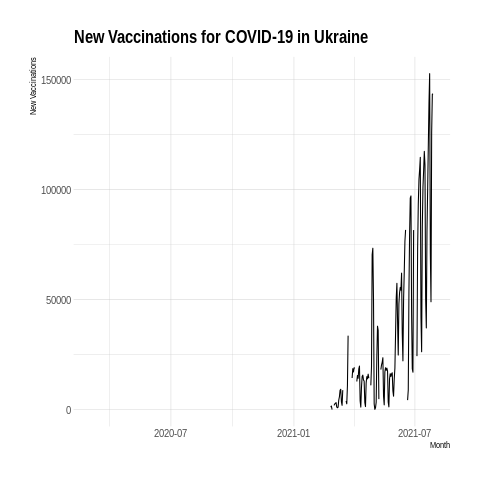 New Vaccinations for COVID-19 in Ukraine
New Vaccinations
150000
100000
50000
0
2020-07
2021-01
2021-07
Month